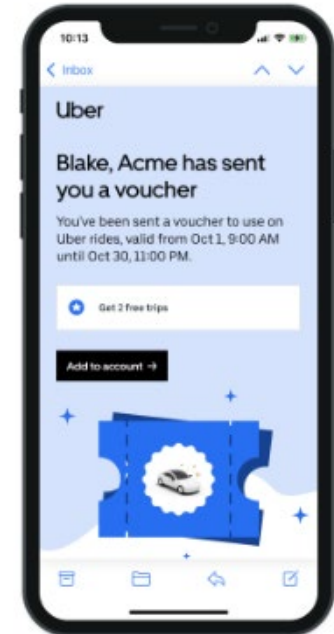 10:13
Inbox
Uber
Blake, Acme has sent
you a voucher
You've been sent a voucher to use on
Uber rides, valid from Oct 1, 9:00 AM
until Oct 30, 11:00 PM.
Get 2 free trips
Add to account →